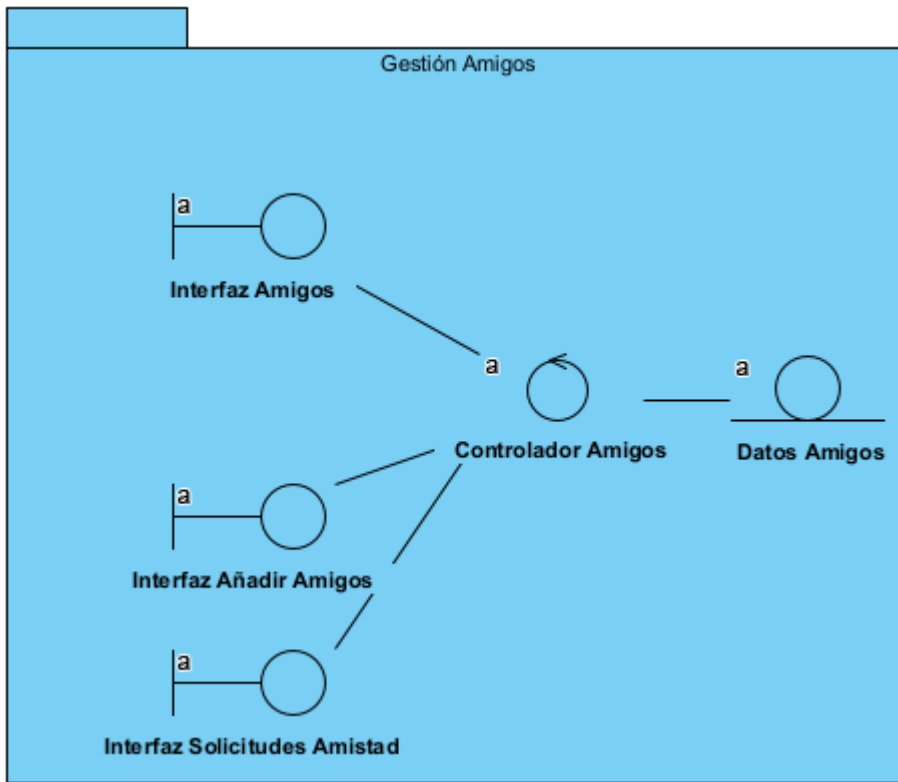 Gestión Amigos
a
Interfaz Amigos
a
a
Controlador Amigos
Datos Amigos
a
Interfaz Añadir Amigos
a
Interfaz Solicitudes Amistad